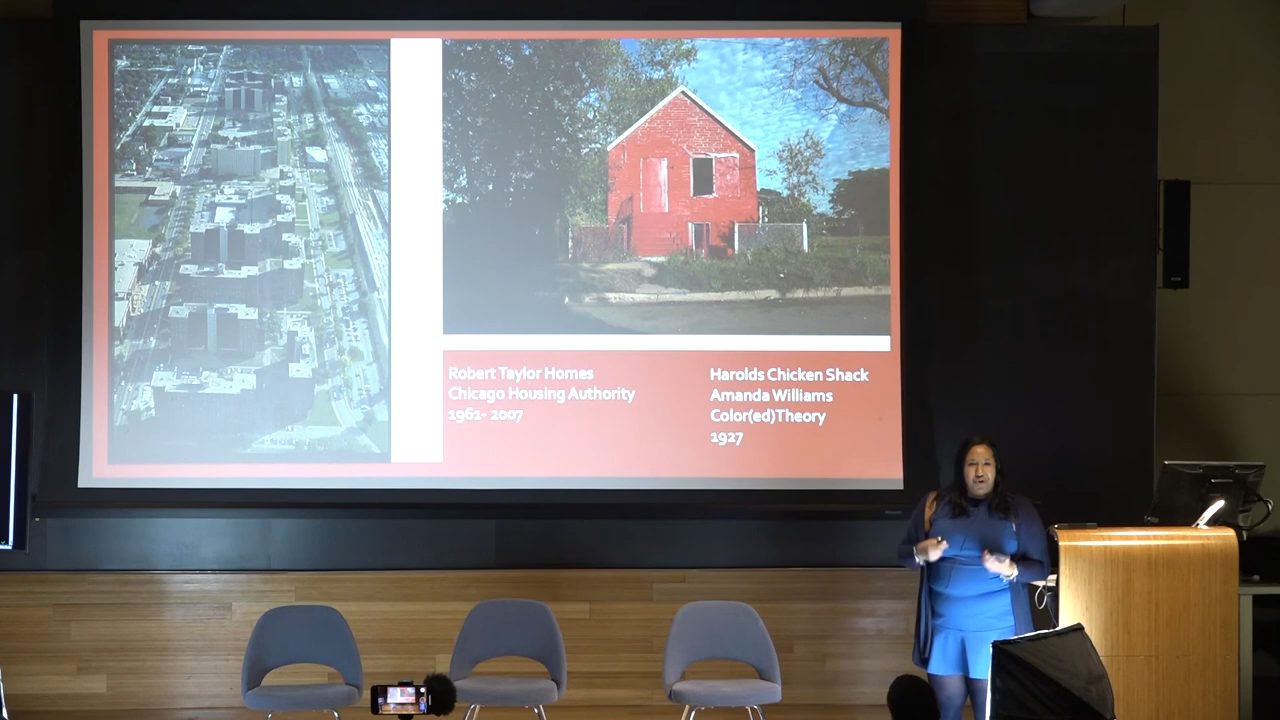 Robert Taylor Homes
Chicago Housing Authority
1961- 2007
Harolds Chicken Shack
Amanda Williams
Color(ed)Theory
1927